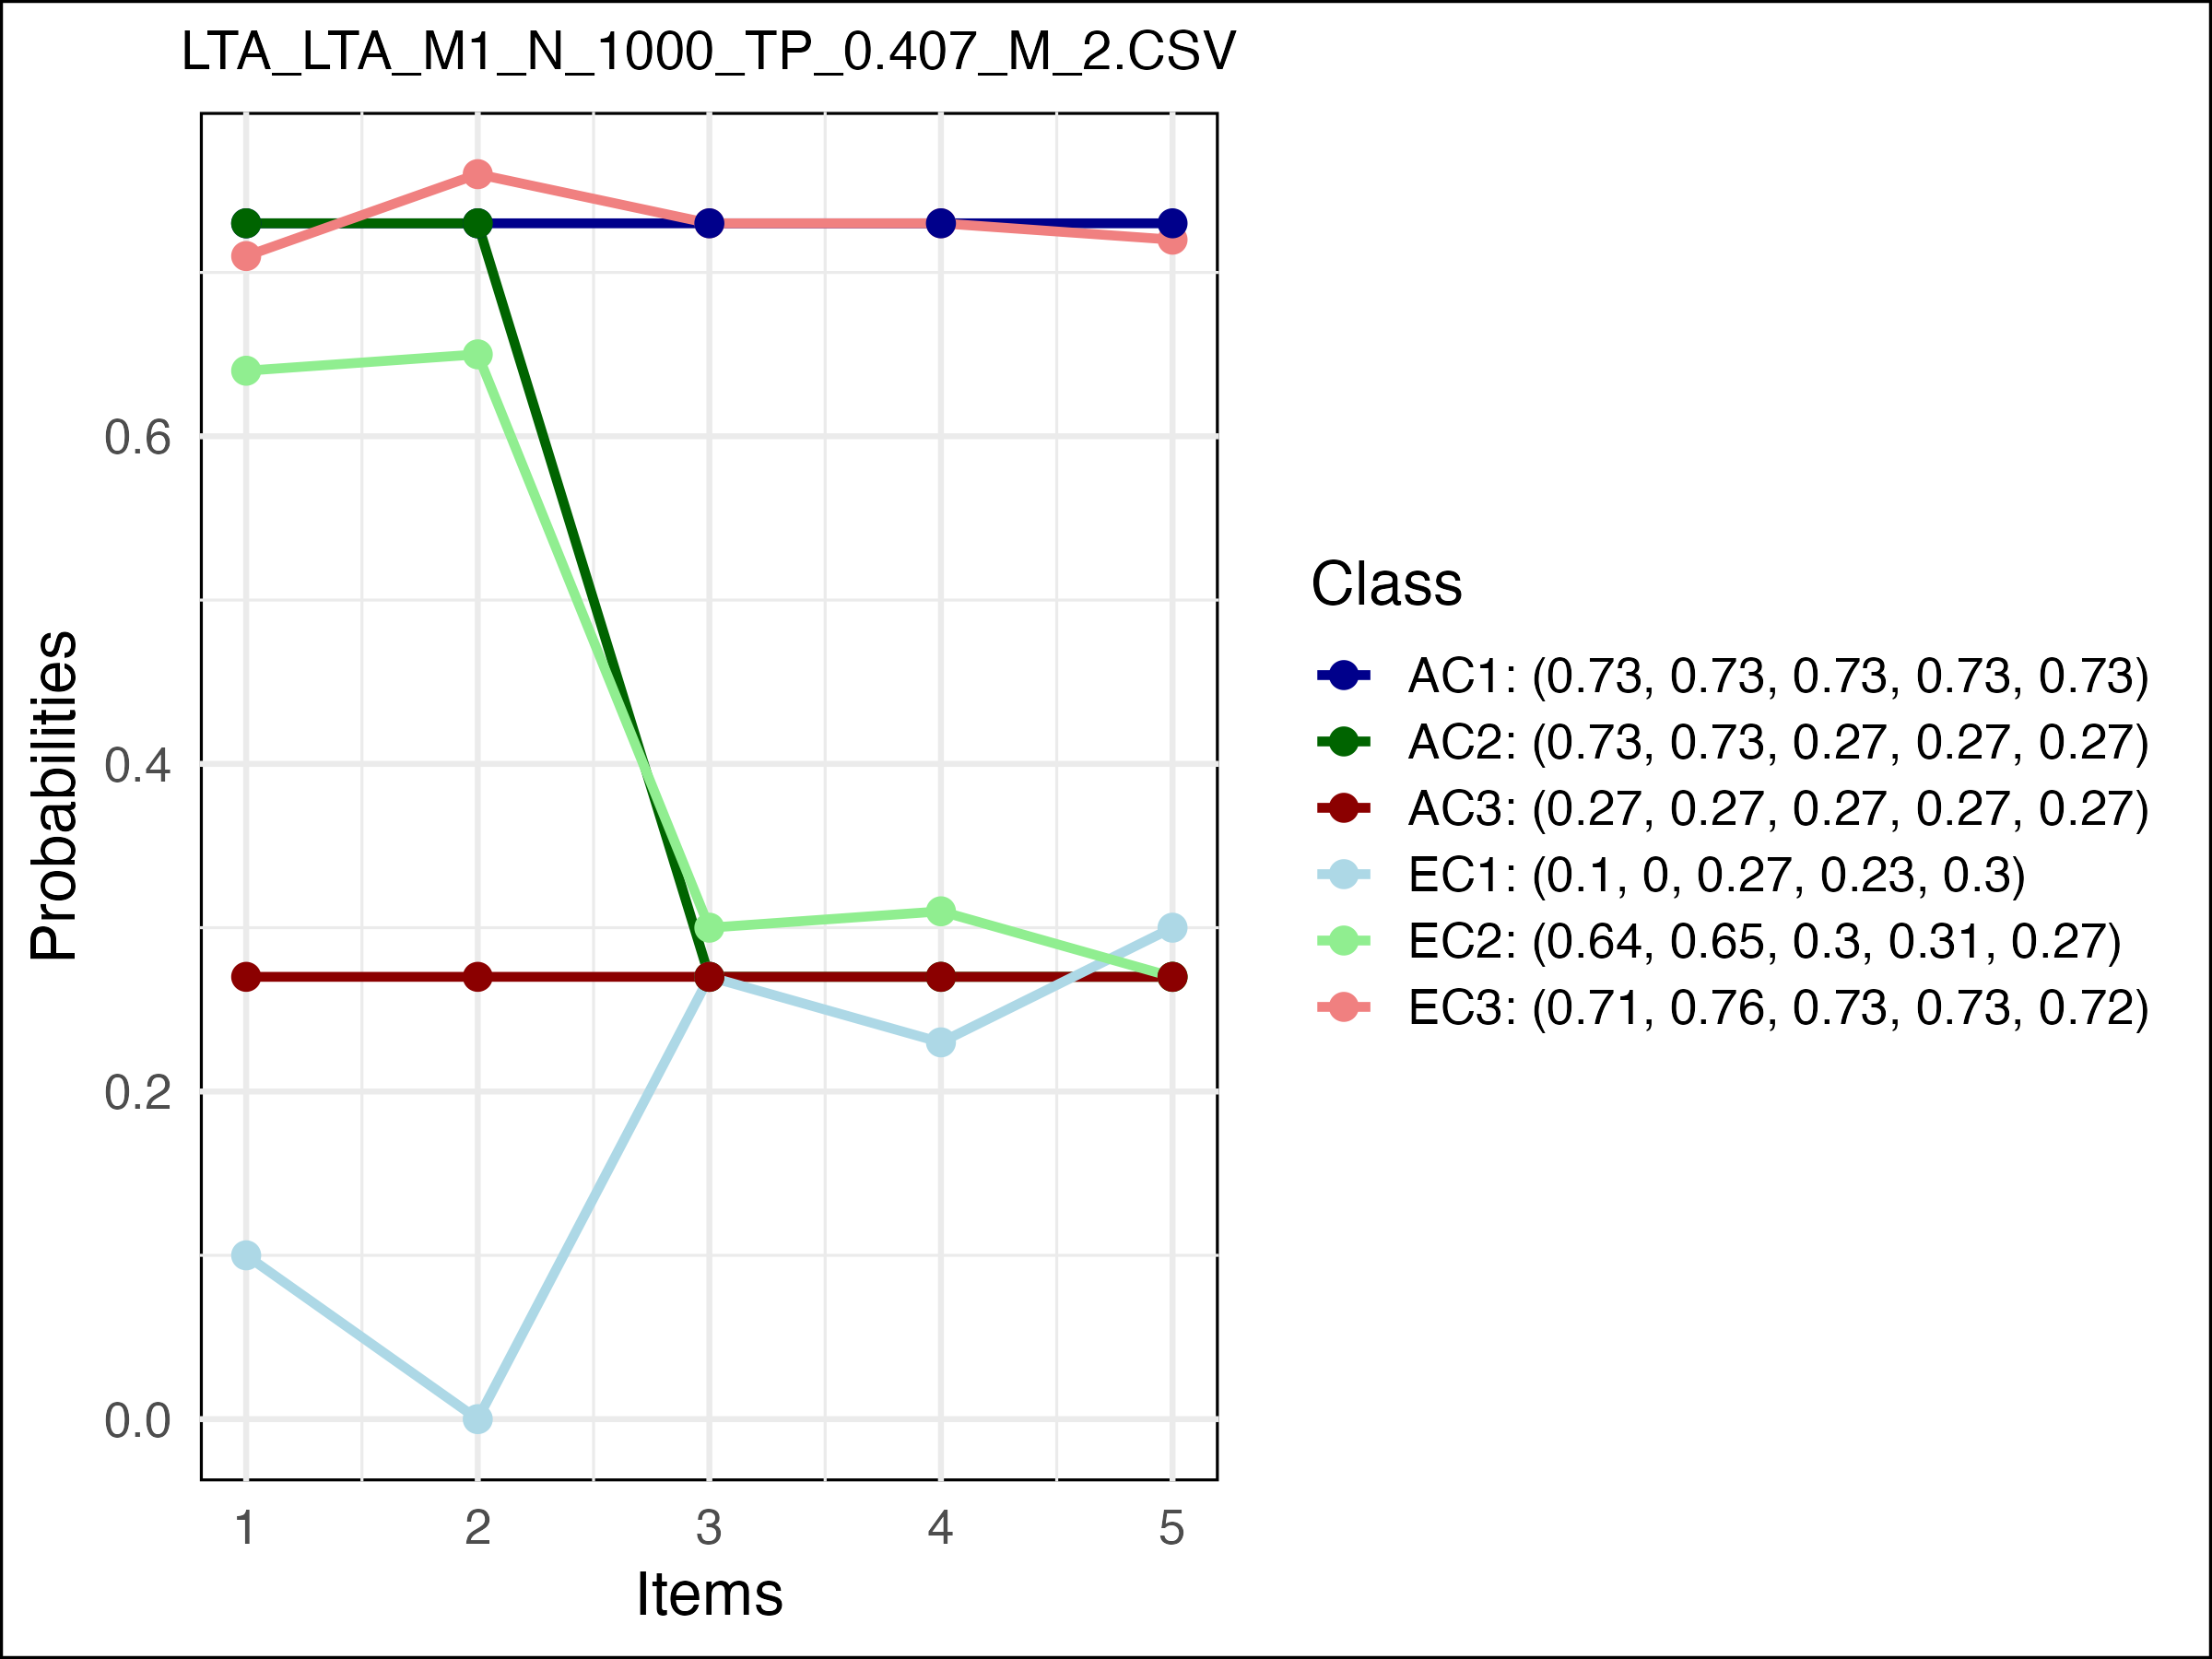 LTA_LTA_M1_N_1000_TP_0.407_M_2.CSV
Probabilities
0.6
0.4
0.2
0.0
1 2 3 4 5
Items
Class
AC1: (0.73, 0.73, 0.73, 0.73, 0.73)
AC2: (0.73, 0.73, 0.27, 0.27, 0.27)
AC3: (0.27, 0.27, 0.27, 0.27, 0.27)
EC1: (0.1, 0, 0.27, 0.23, 0.3)
EC2: (0.64, 0.65, 0.3, 0.31, 0.27)
EC3: (0.71, 0.76, 0.73, 0.73, 0.72)